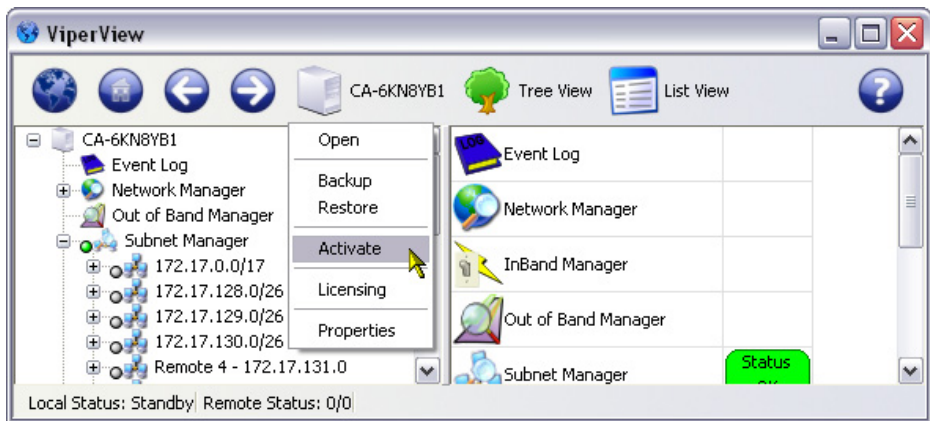 ViperView
CA-6KN8YB1 Tree View List View
CA-6KN8YB1
Event Log
Network Manager
Out of Band Manager
Subnet Manager
172.17.0.0/17
172.17.128.0/26
172.17.129.0/26
172.17.130.0/26
Remote 4 - 172.17.131.0
Open
Backup
Restore
Activate
Licensing
Properties
LOG
Event Log
Network Manager
InBand Manager
Out of Band Manager
Subnet Manager
Status
OK
Local Status: Standby Remote Status: 0/0